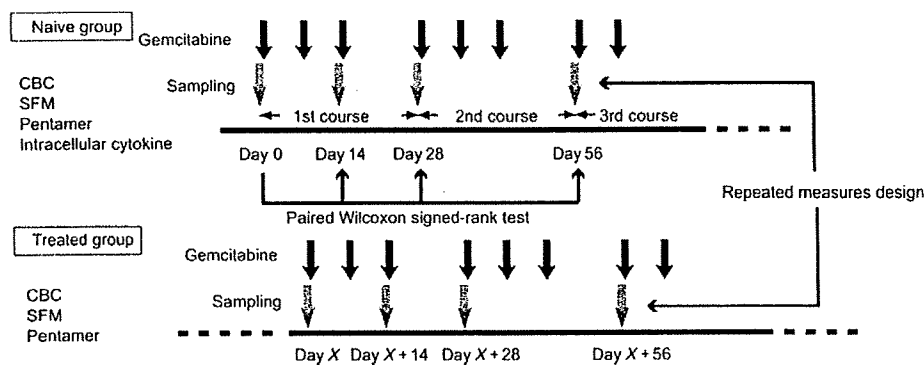 Naive group
Gemcitabine
Sampling
CBC
SFM
Pentamer
Intracellular cytokine
1st course
2nd course
3rd course
Day 0
Day 14
Day 28
Day 56
Paired Wilcoxon signed-rank test
Repeated measures design
Treated group
Gemcitabine
Sampling
CBC
SFM
Pentamer
Day X
Day X + 14
Day X + 28
Day X + 56